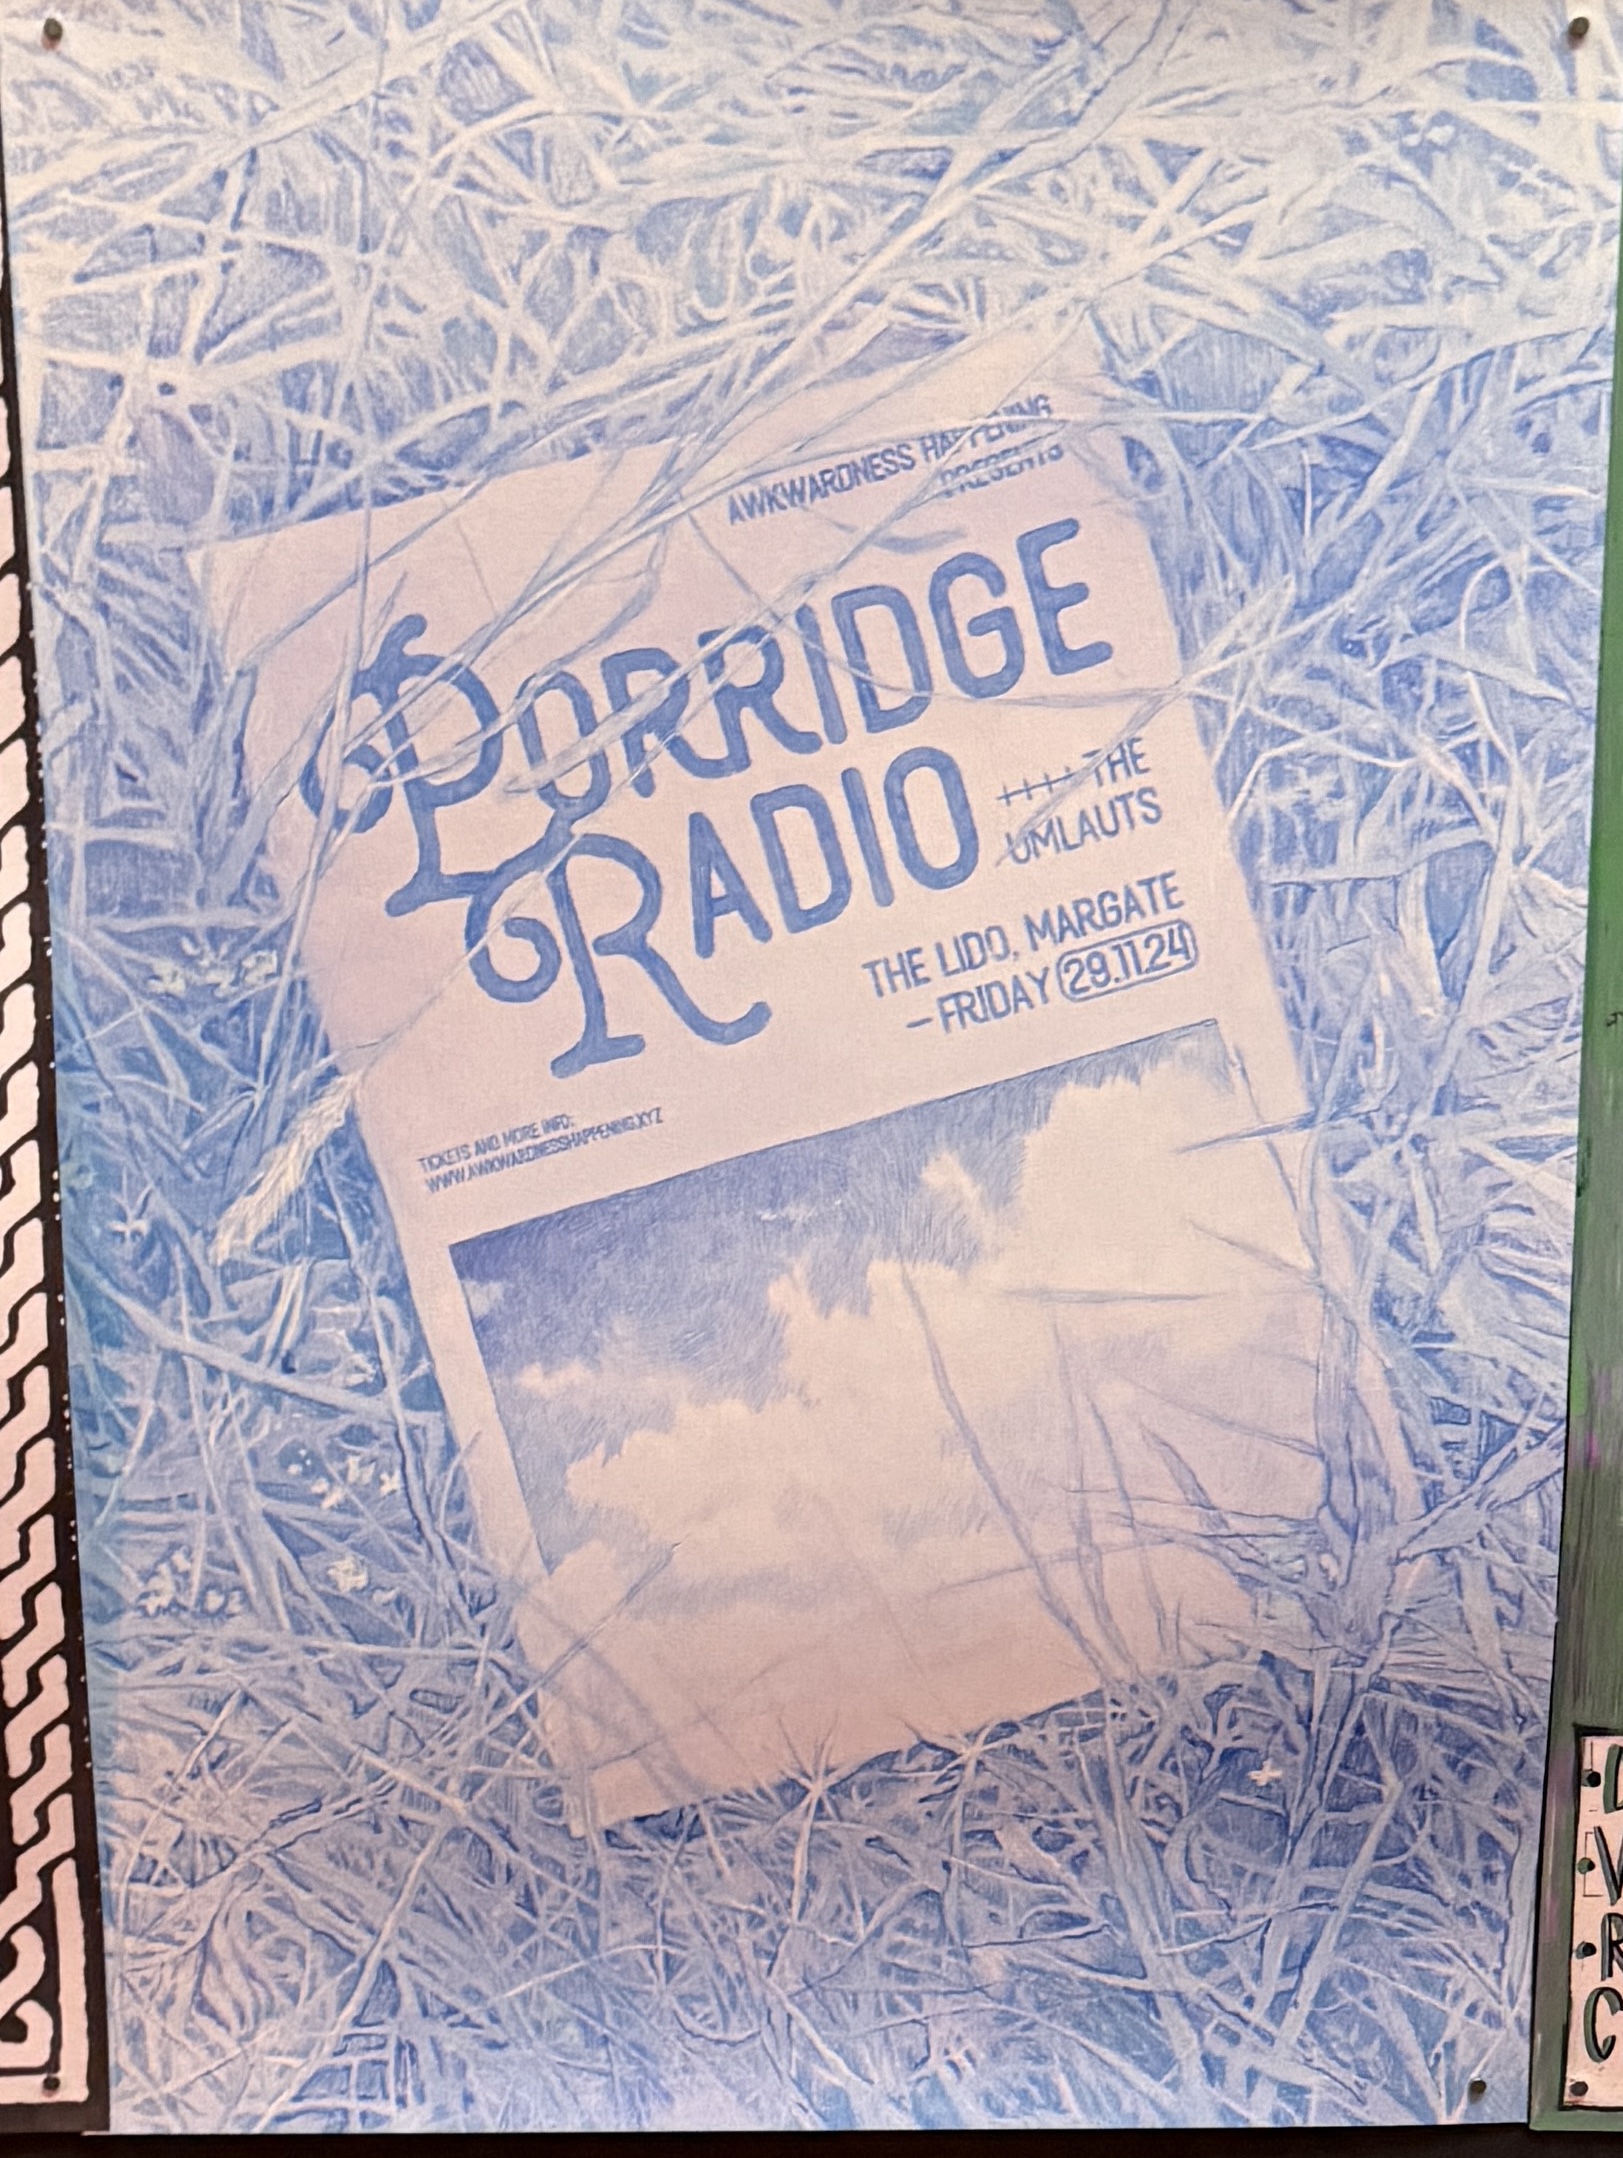 AWKWARDNESS HAPPENING
PRESENTS
PORRIDGE
RADIO
++++ THE
UMLAUTS
THE LIDO, MARGATE
– FRIDAY 29.11.24
TICKETS AND MORE INFO:
WWW.AWKWARDNESSHAPPENING.XYZ